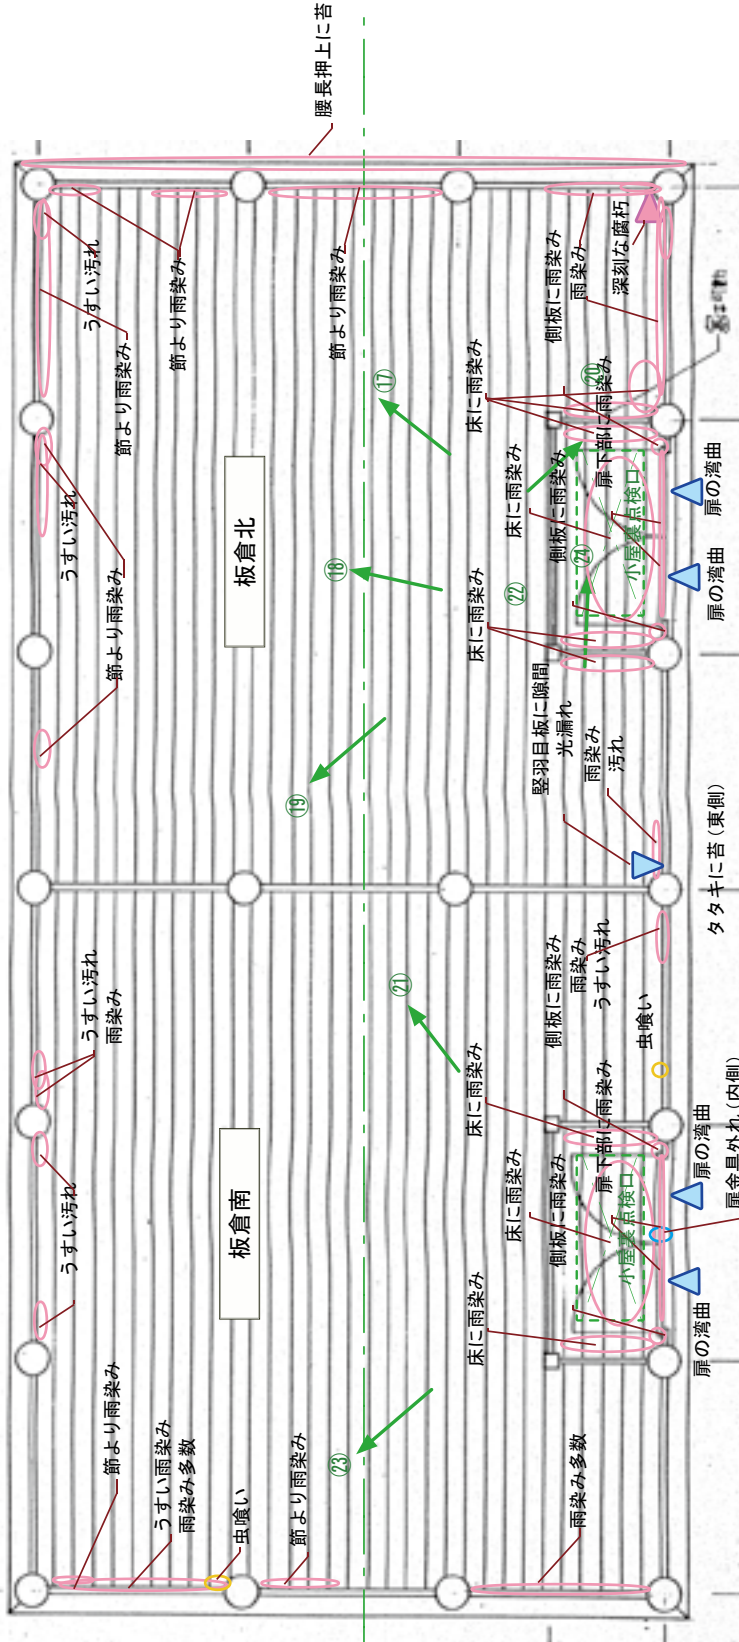 腰長押上に苔
うすい汚れ
節より雨染み
節より雨染み
節より雨染み
側板に雨染み
雨染み
深刻な腐朽
⑰
床に雨染み
⑳
扉下部に雨染み
うすい汚れ
節より雨染み
板倉北
⑱
床に雨染み
側板に雨染み
㉔
小屋裏点検口
扉の湾曲
扉の湾曲
㉒
床に雨染み
⑲
竪羽目板に隙間
光漏れ
雨染み
汚れ
タタキに苔（東側）
うすい汚れ
雨染み
㉑
側板に雨染み
雨染み
うすい汚れ
虫喰い
床に雨染み
扉下部に雨染み
うすい汚れ
板倉南
床に雨染み
側板に雨染み
小屋裏点検口
扉の湾曲
扉の湾曲
扉金具外れ（内側）
床に雨染み
節より雨染み
うすい雨染み
雨染み多数
虫喰い
節より雨染み
㉓
雨染み多数